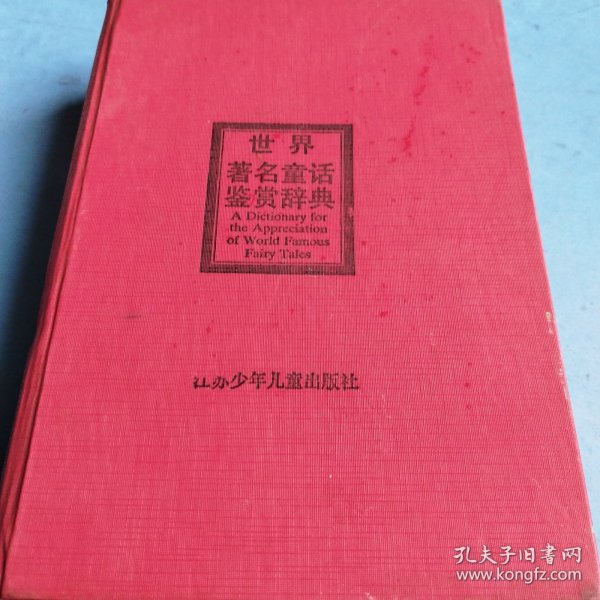 世界
著名童话
鉴赏辞典
A Dictionary for
the Appreciation
of World Famous
Fairy Tales
江苏少年儿童出版社
孔夫子旧书网
www.kongfz.com